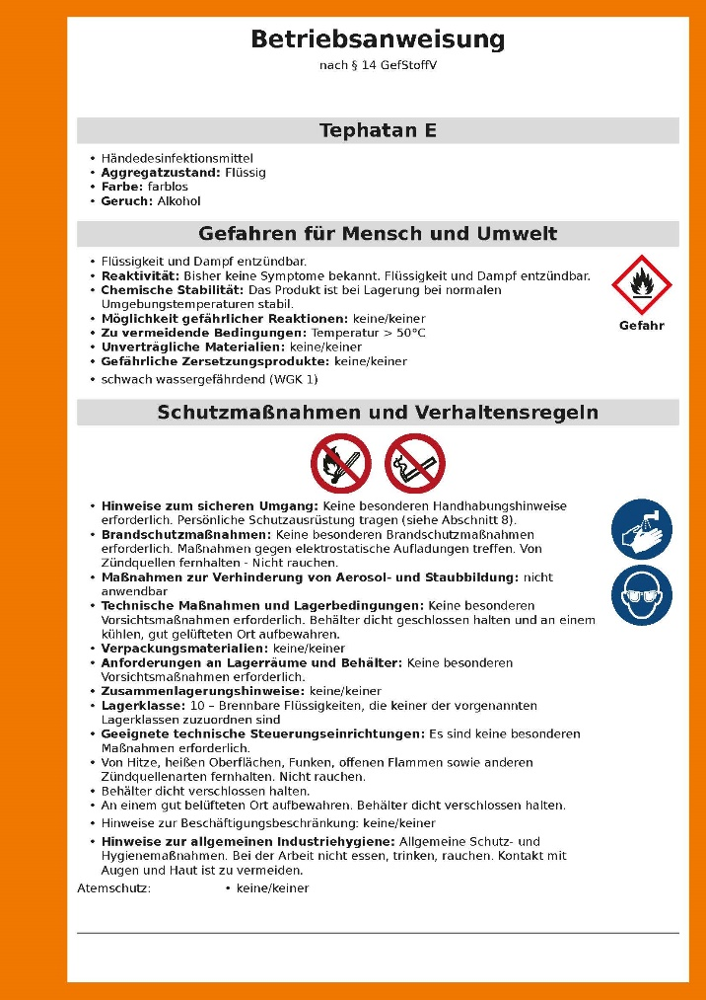 Betriebsanweisung
nach § 14 GefStoffV
Tephatan E
• Händedesinfektionsmittel
• Aggregatzustand: Flüssig
• Farbe: farblos
• Geruch: Alkohol
Gefahren für Mensch und Umwelt
• Flüssigkeit und Dampf entzündbar.
• Reaktivität: Bisher keine Symptome bekannt. Flüssigkeit und Dampf entzündbar.
• Chemische Stabilität: Das Produkt ist bei Lagerung bei normalen
Umgebungstemperaturen stabil.
• Möglichkeit gefährlicher Reaktionen: keine/keiner
• Zu vermeidende Bedingungen: Temperatur > 50°C
• Unverträgliche Materialien: keine/keiner
• Gefährliche Zersetzungsprodukte: keine/keiner
• schwach wassergefährdend (WGK 1)
Gefahr
Schutzmaßnahmen und Verhaltensregeln
• Hinweise zum sicheren Umgang: Keine besonderen Handhabungshinweise
erforderlich. Persönliche Schutzausrüstung tragen (siehe Abschnitt 8).
• Brandschutzmaßnahmen: Keine besonderen Brandschutzmaßnahmen
erforderlich. Maßnahmen gegen elektrostatische Aufladungen treffen. Von
Zündquellen fernhalten - Nicht rauchen.
• Maßnahmen zur Verhinderung von Aerosol- und Staubbildung: nicht
anwendbar
• Technische Maßnahmen und Lagerbedingungen: Keine besonderen
Vorsichtsmaßnahmen erforderlich. Behälter dicht geschlossen halten und an einem
kühlen, gut gelüfteten Ort aufbewahren.
• Verpackungsmaterialien: keine/keiner
• Anforderungen an Lagerräume und Behälter: Keine besonderen
Vorsichtsmaßnahmen erforderlich.
• Zusammenlagerungshinweise: keine/keiner
• Lagerklasse: 10 – Brennbare Flüssigkeiten, die keiner der vorgenannten
Lagerklassen zuzuordnen sind
• Geeignete technische Steuerungseinrichtungen: Es sind keine besonderen
Maßnahmen erforderlich.
• Von Hitze, heißen Oberflächen, Funken, offenen Flammen sowie anderen
Zündquellenarten fernhalten. Nicht rauchen.
• Behälter dicht verschlossen halten.
• An einem gut belüfteten Ort aufbewahren. Behälter dicht verschlossen halten.
• Hinweise zur Beschäftigungsbeschränkung: keine/keiner
• Hinweise zur allgemeinen Industriehygiene: Allgemeine Schutz- und
Hygienemaßnahmen. Bei der Arbeit nicht essen, trinken, rauchen. Kontakt mit
Augen und Haut ist zu vermeiden.
Atemschutz: • keine/keiner